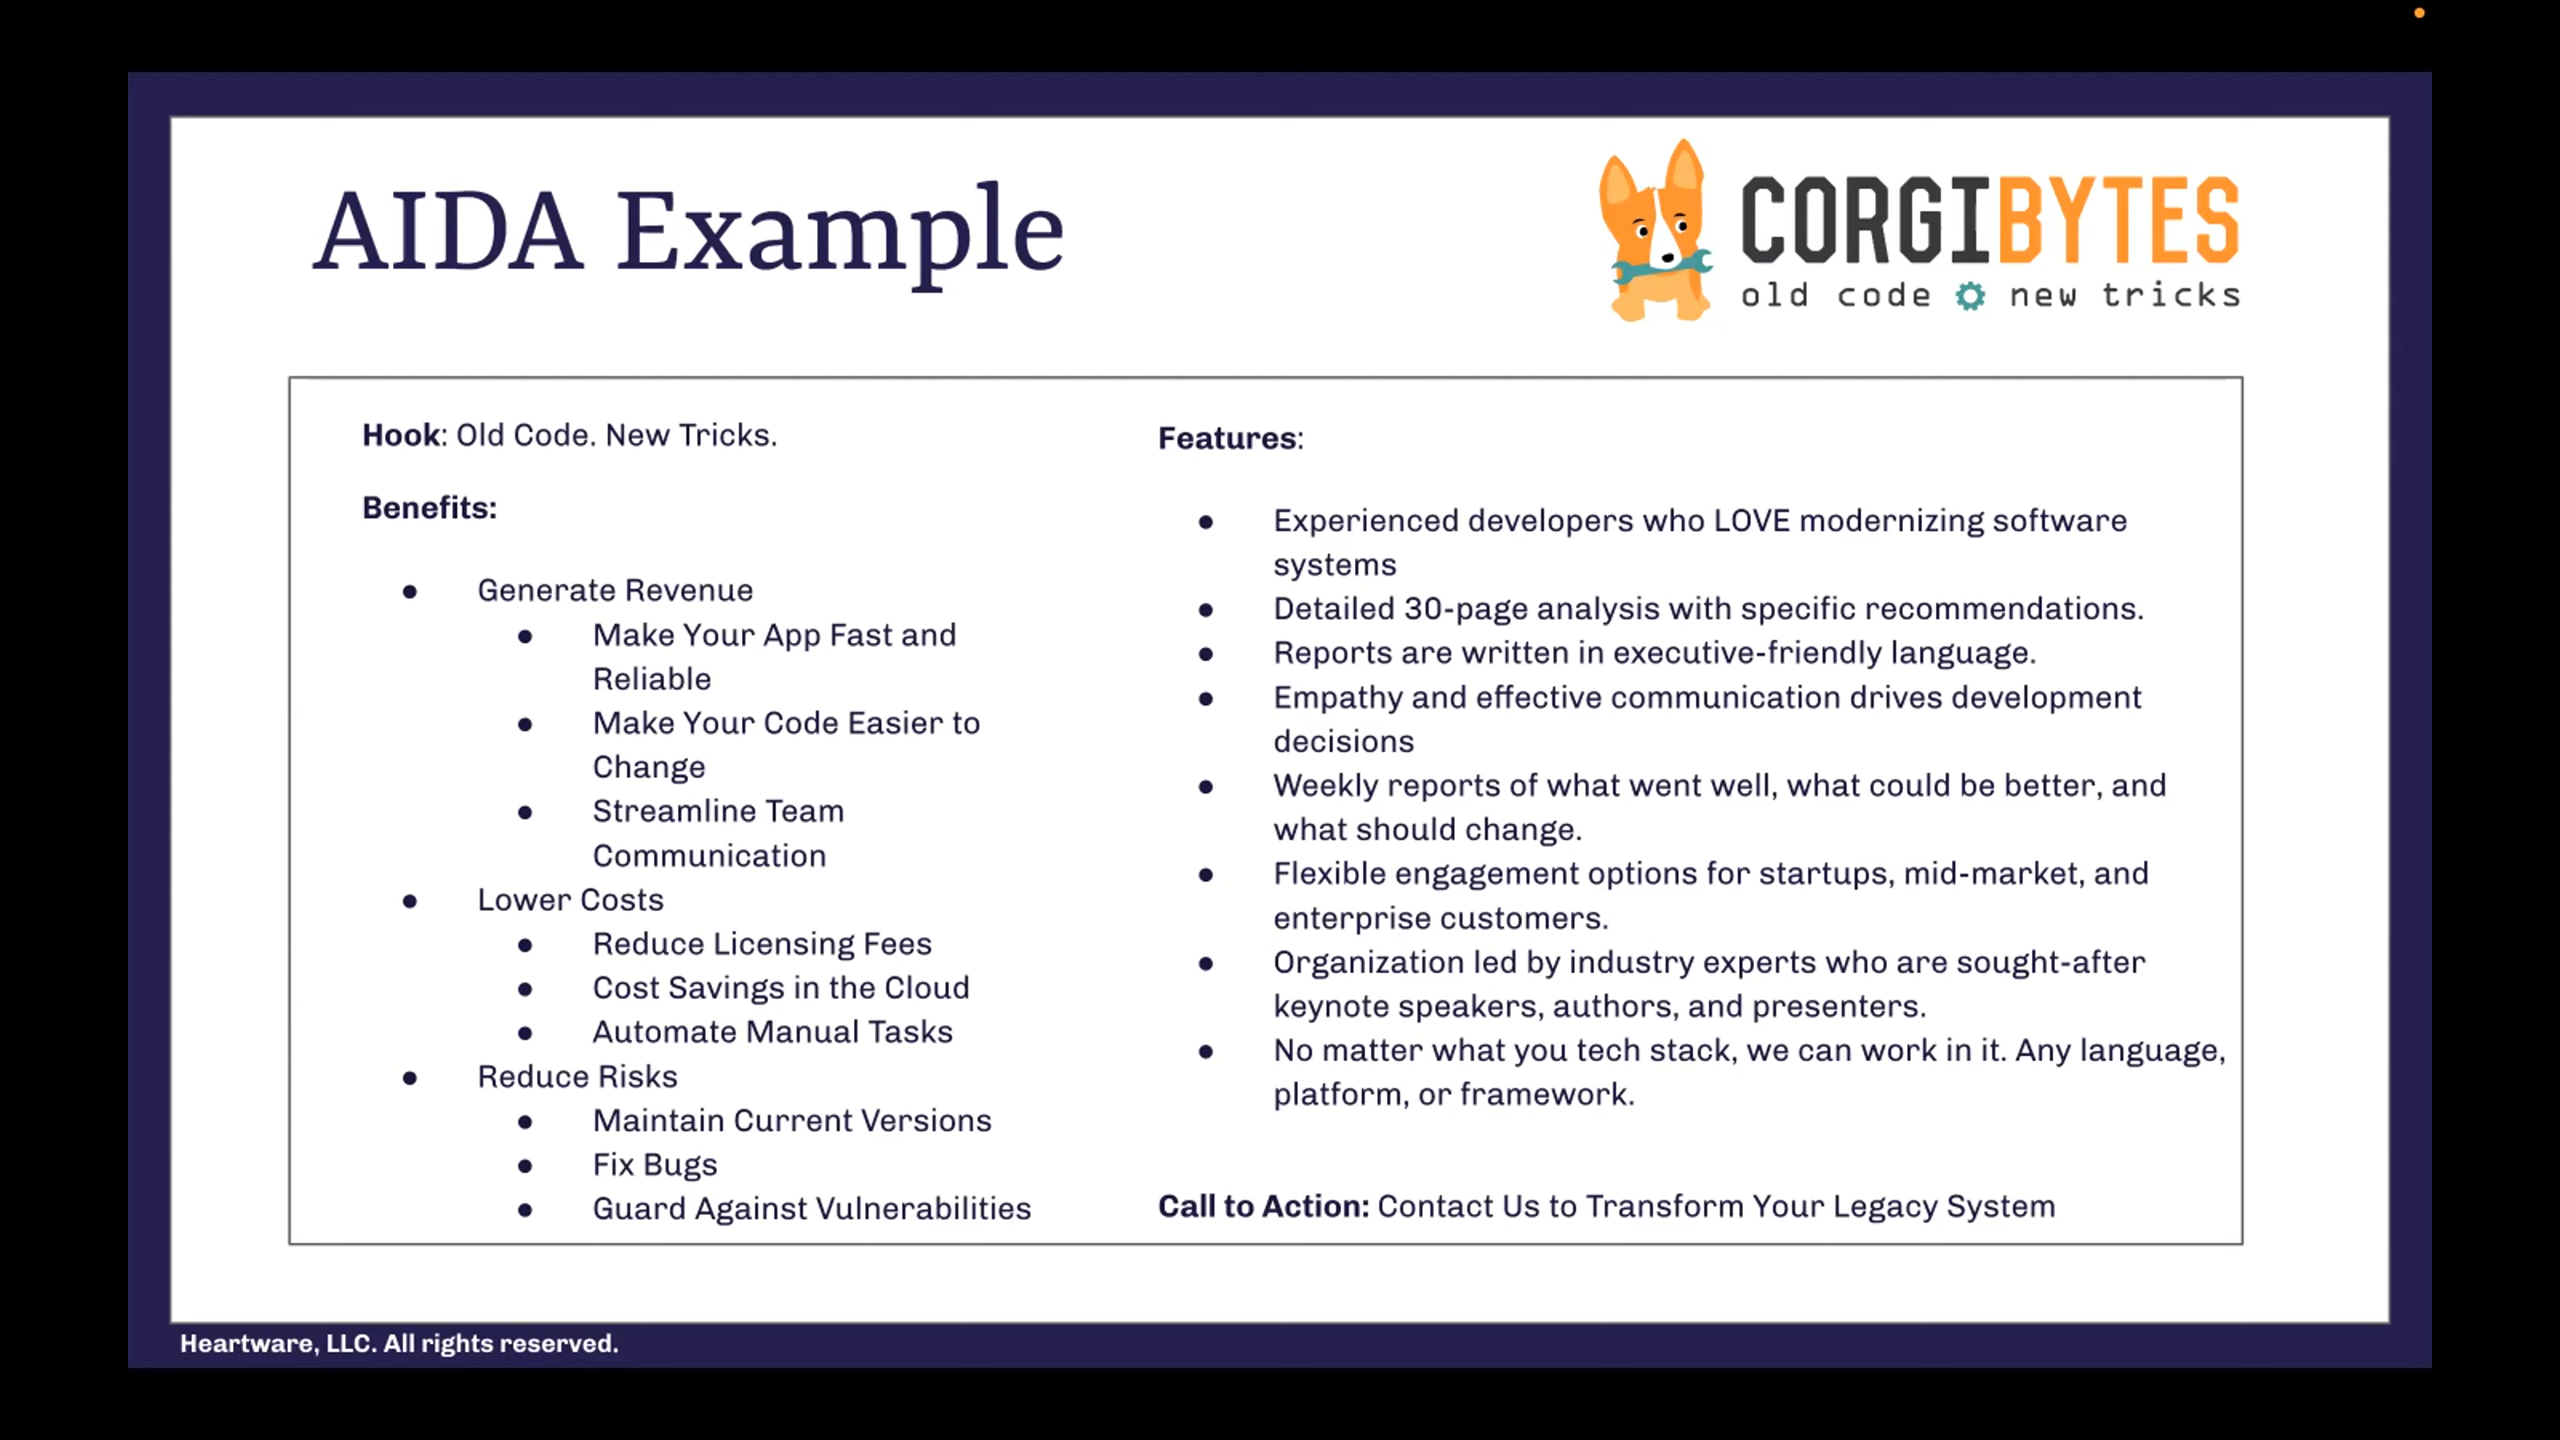 AIDA Example
CORGIBYTES
old code new tricks
Hook: Old Code. New Tricks.
Benefits:
● Generate Revenue
● Make Your App Fast and
Reliable
● Make Your Code Easier to
Change
● Streamline Team
Communication
● Lower Costs
● Reduce Licensing Fees
● Cost Savings in the Cloud
● Automate Manual Tasks
● Reduce Risks
● Maintain Current Versions
● Fix Bugs
● Guard Against Vulnerabilities
Features:
● Experienced developers who LOVE modernizing software
systems
● Detailed 30-page analysis with specific recommendations.
● Reports are written in executive-friendly language.
● Empathy and effective communication drives development
decisions
● Weekly reports of what went well, what could be better, and
what should change.
● Flexible engagement options for startups, mid-market, and
enterprise customers.
● Organization led by industry experts who are sought-after
keynote speakers, authors, and presenters.
● No matter what you tech stack, we can work in it. Any language,
platform, or framework.
Call to Action: Contact Us to Transform Your Legacy System
Heartware, LLC. All rights reserved.